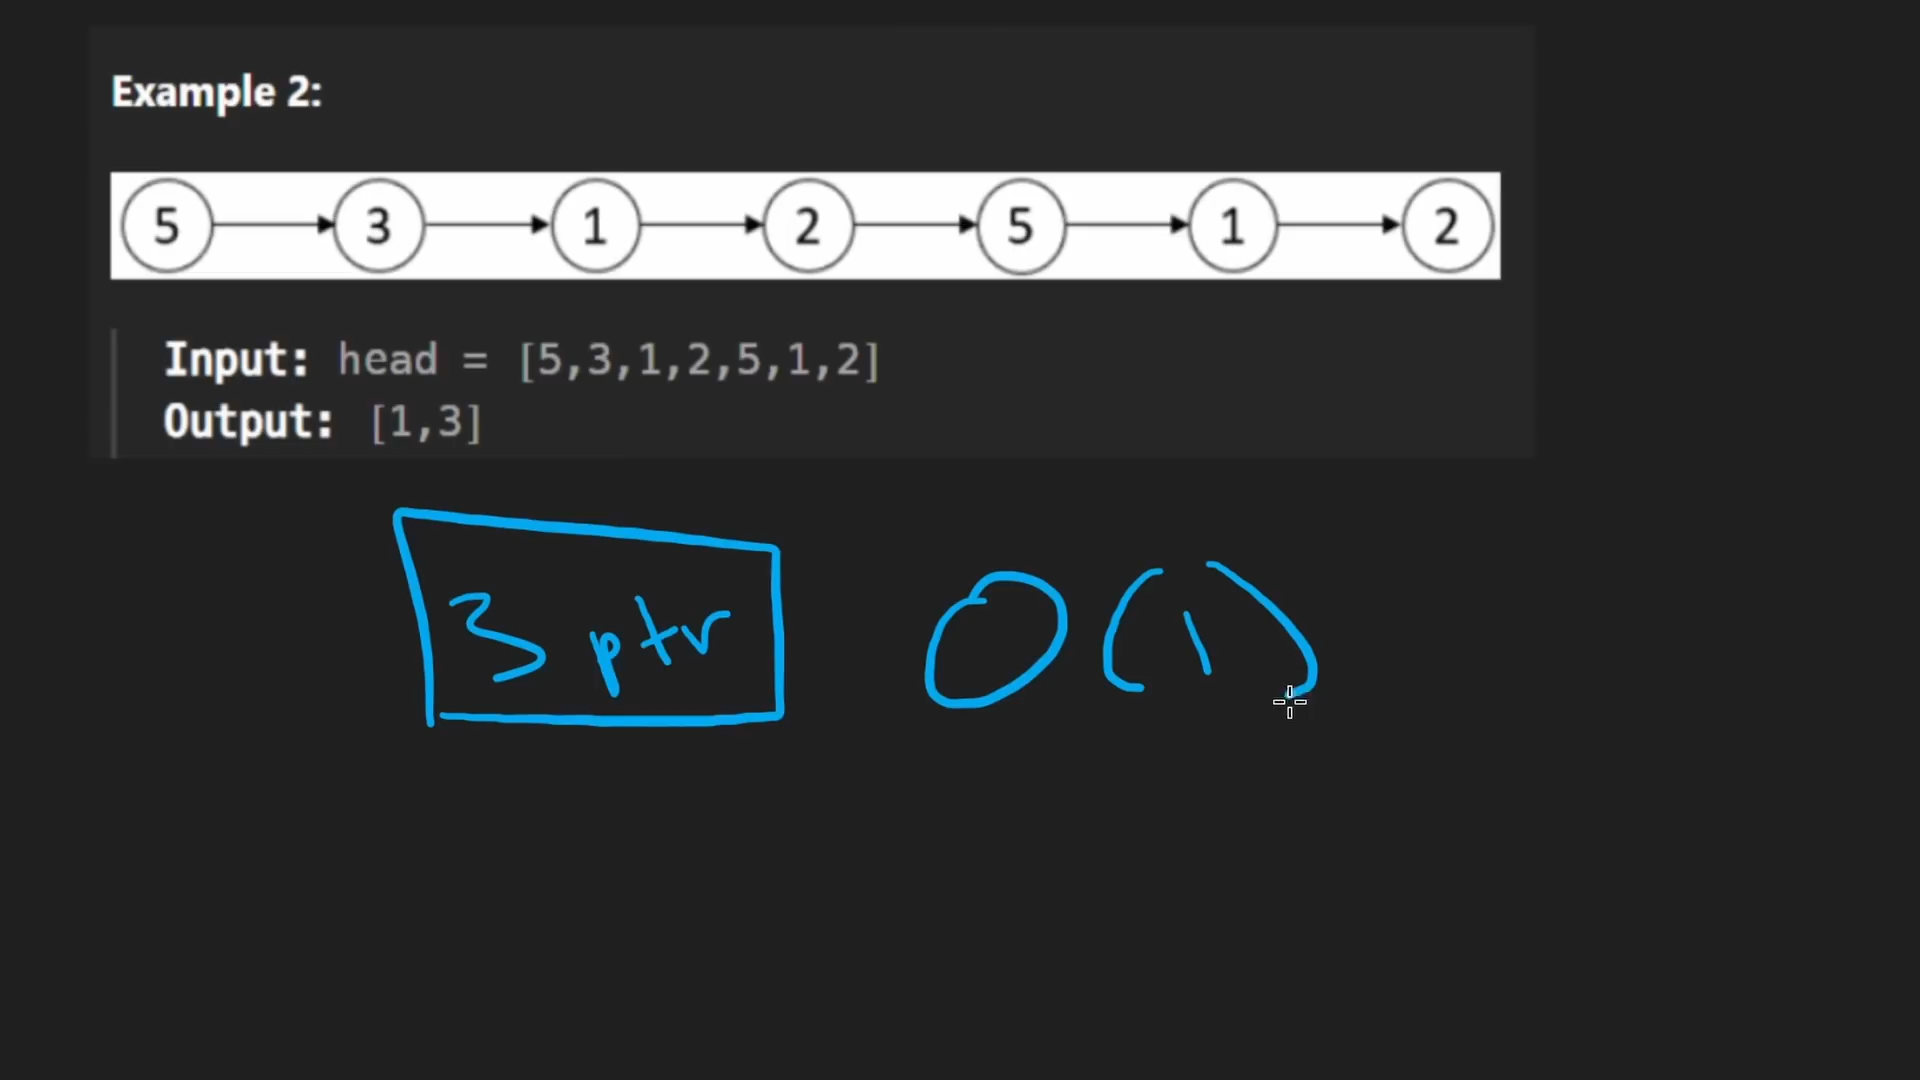 Example 2:
5 3 1 2 5 1 2
Input: head = [5,3,1,2,5,1,2]
Output: [1,3]
3 ptr O(1)